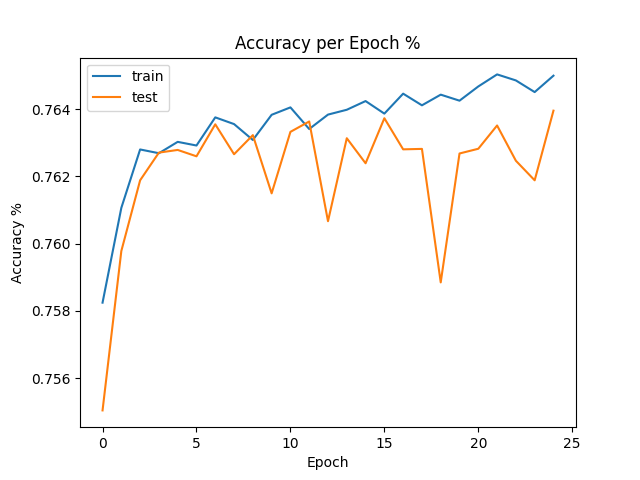 Accuracy per Epoch %
train
test
0.764
0.762
0.760
0.758
0.756
Accuracy %
0 5 10 15 20 25
Epoch